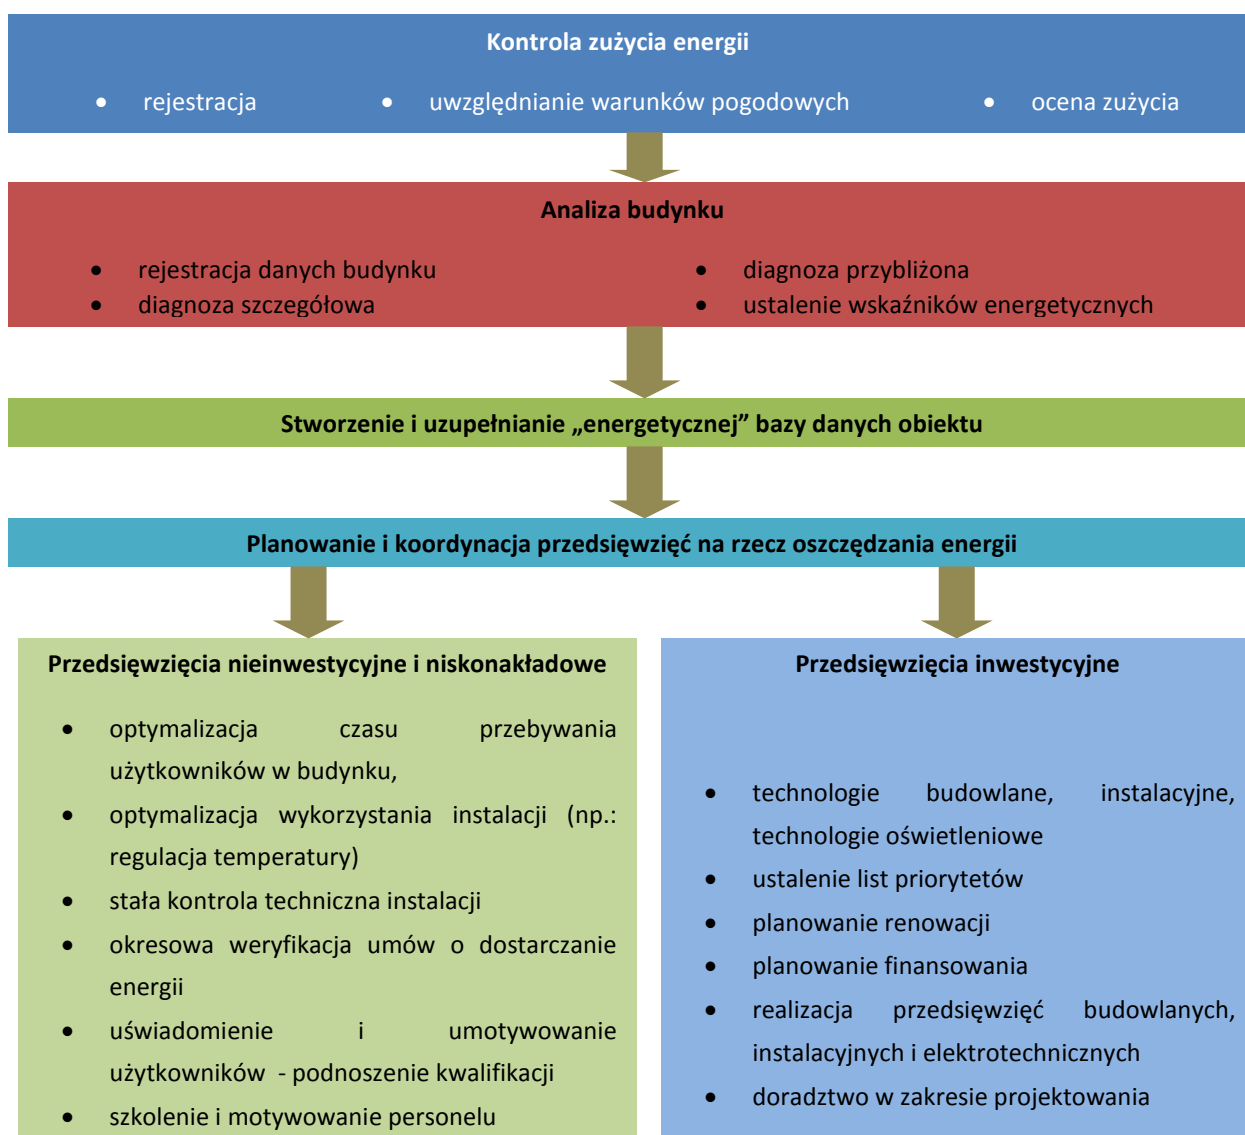 Kontrola zużycia energii
• rejestracja • uwzględnianie warunków pogodowych • ocena zużycia
Analiza budynku
• rejestracja danych budynku
• diagnoza szczegółowa
• diagnoza przybliżona
• ustalenie wskaźników energetycznych
Stworzenie i uzupełnianie „energetycznej” bazy danych obiektu
Planowanie i koordynacja przedsięwzięć na rzecz oszczędzania energii
Przedsięwzięcia nieinwestycyjne i niskonakładowe
• optymalizacja czasu przebywania
użytkowników w budynku,
• optymalizacja wykorzystania instalacji (np.:
regulacja temperatury)
• stała kontrola techniczna instalacji
• okresowa weryfikacja umów o dostarczanie
energii
• uświadomienie i umotywowanie
użytkowników - podnoszenie kwalifikacji
• szkolenie i motywowanie personelu
Przedsięwzięcia inwestycyjne
• technologie budowlane, instalacyjne,
technologie oświetleniowe
• ustalenie list priorytetów
• planowanie renowacji
• planowanie finansowania
• realizacja przedsięwzięć budowlanych,
instalacyjnych i elektrotechnicznych
• doradztwo w zakresie projektowania